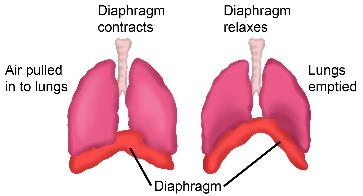 Diaphragm
contracts
Diaphragm
relaxes
Air pulled
in to lungs
Lungs
emptied
Diaphragm